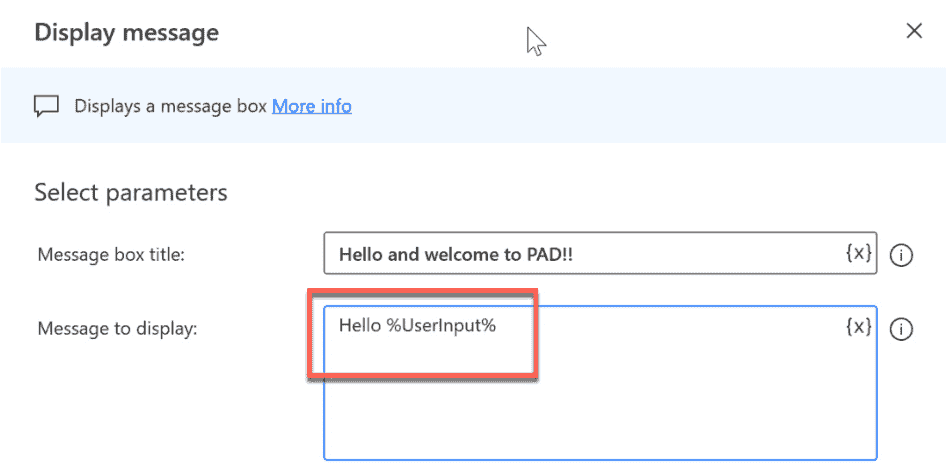 Display message
Displays a message box More info
Select parameters
Message box title: Hello and welcome to PAD!! {x}
Message to display: Hello %UserInput% {x}